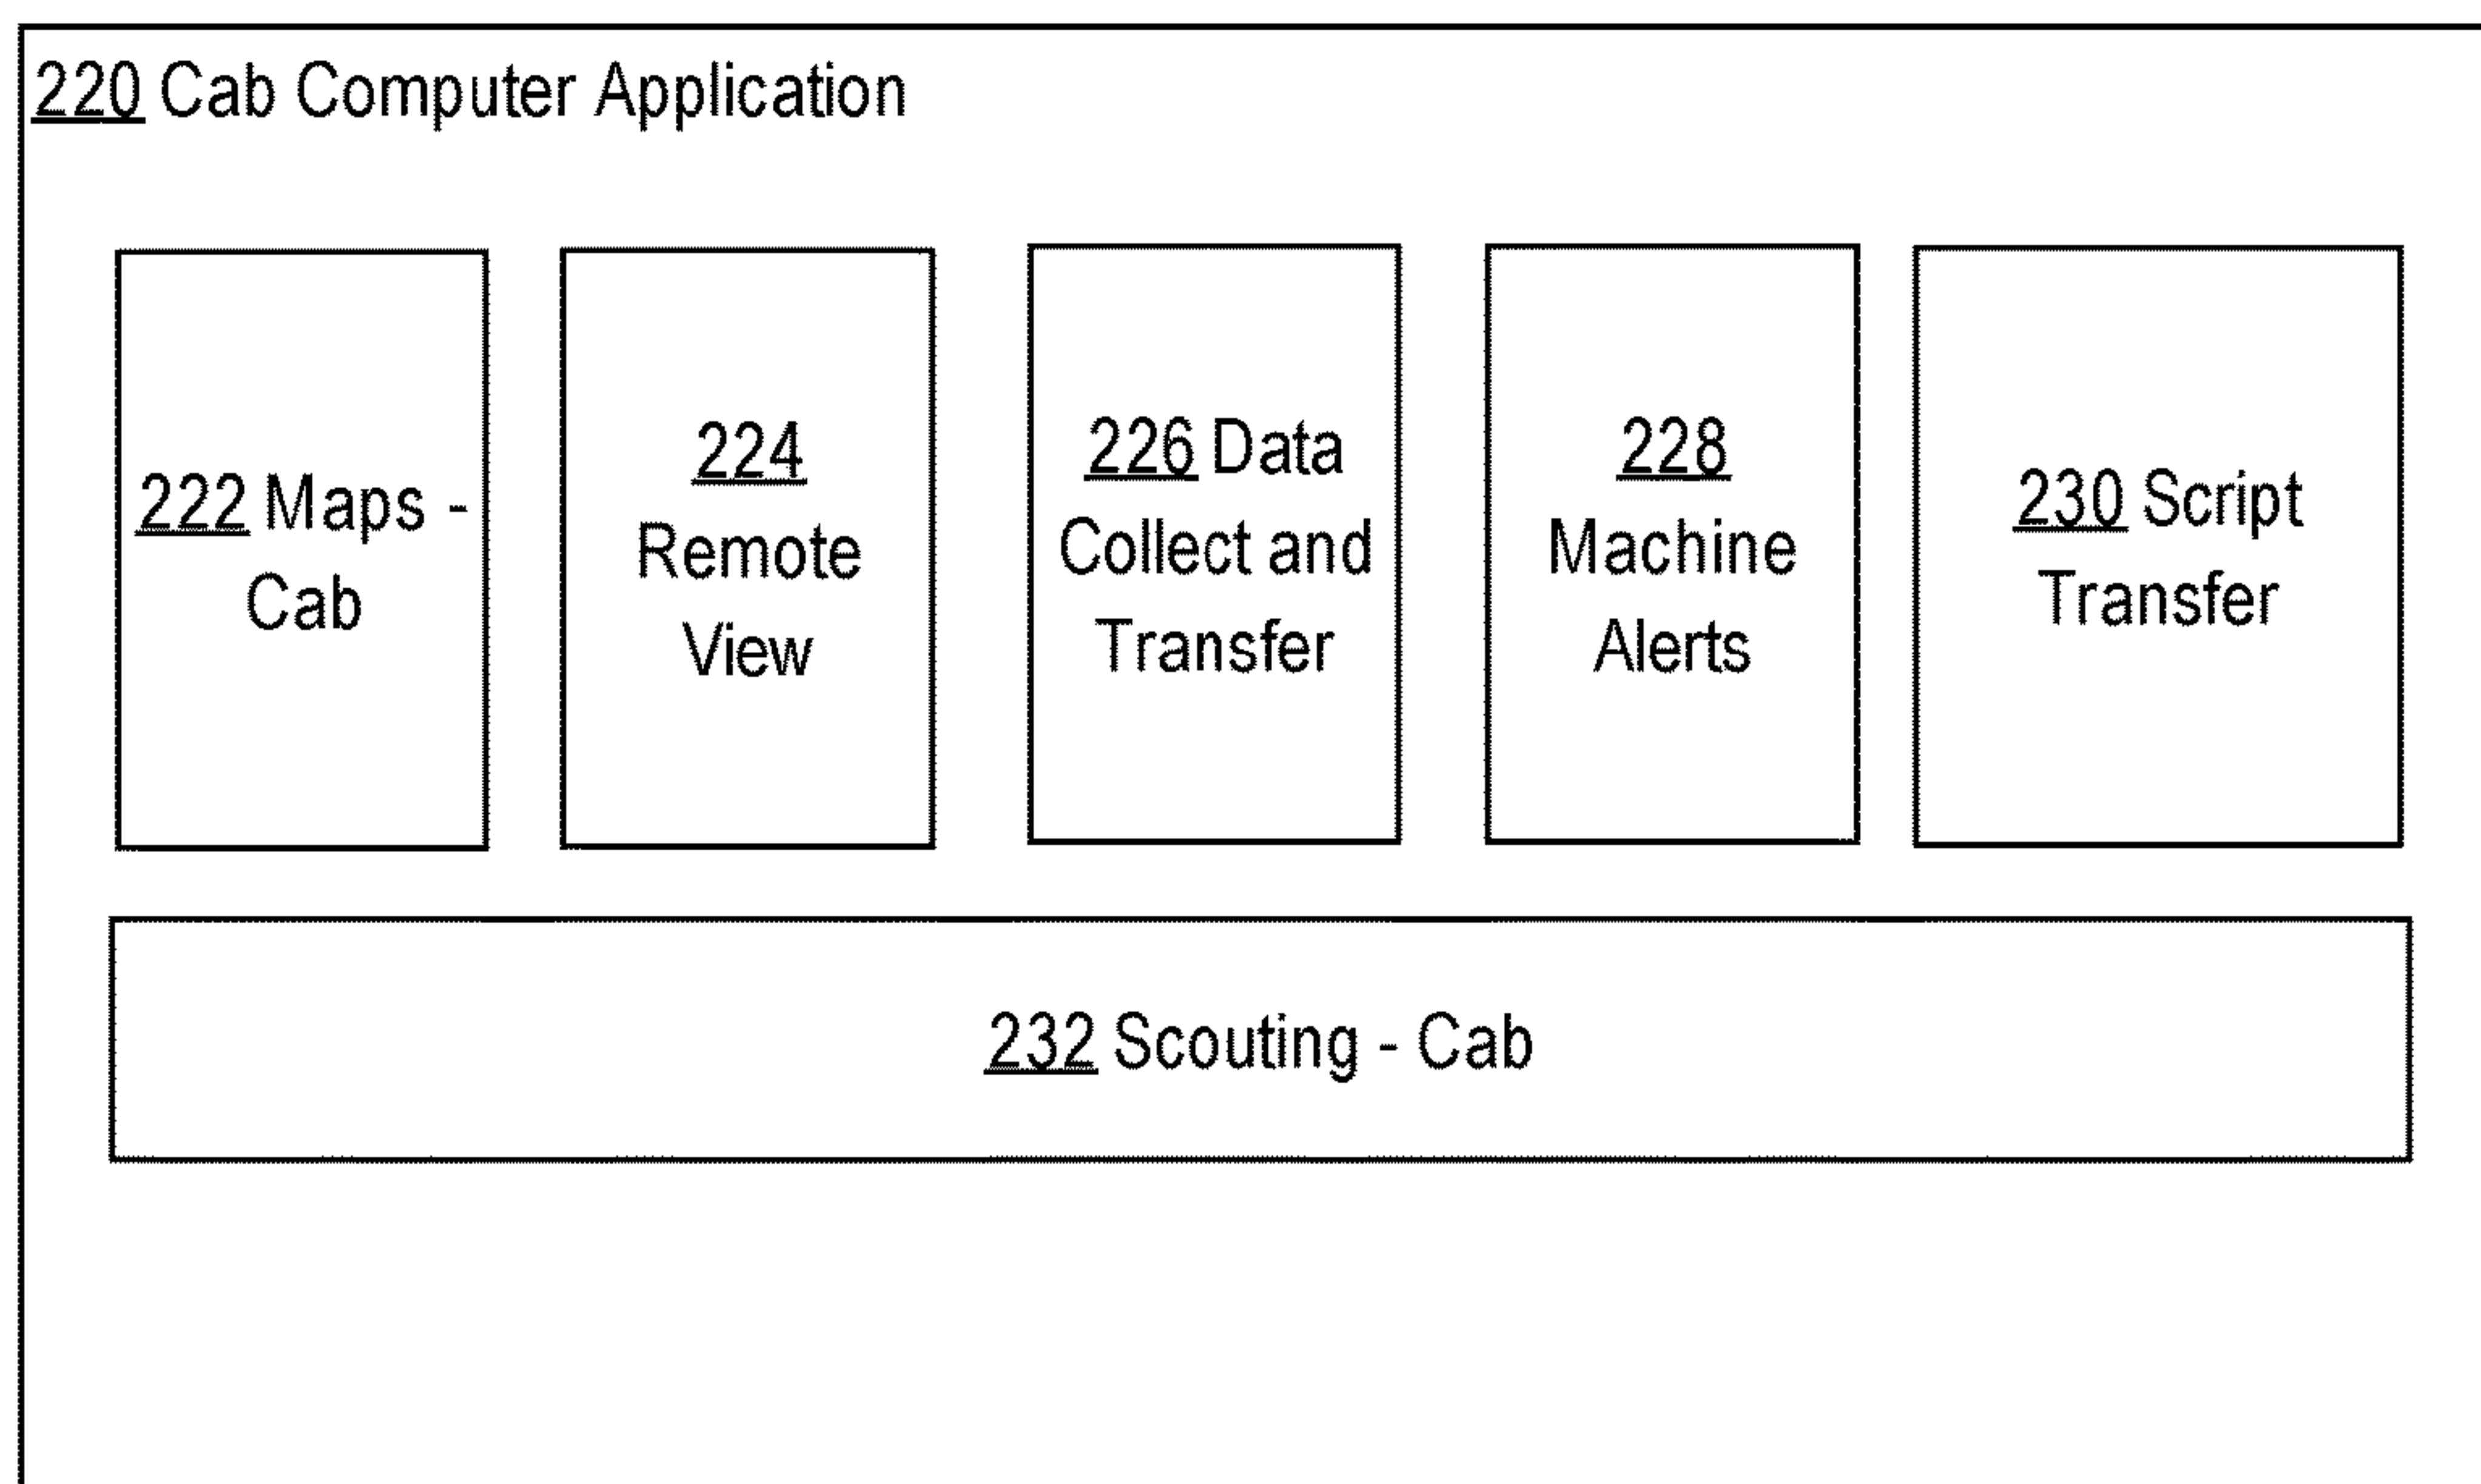 220 Cab Computer Application
222 Maps -
Cab
224
Remote
View
226 Data
Collect and
Transfer
228
Machine
Alerts
230 Script
Transfer
232 Scouting - Cab